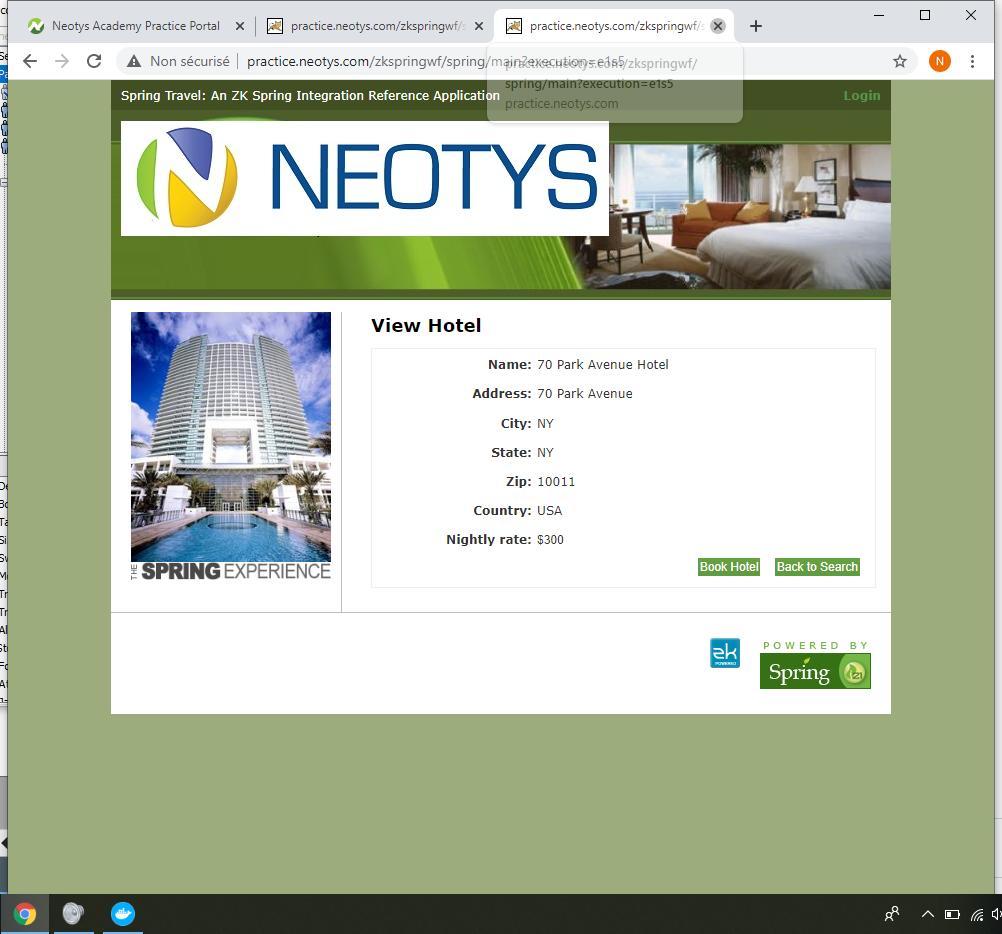 Neotys Academy Practice Portal
practice.neotys.com/zkspringwf/s
practice.neotys.com/zkspringwf/s
Non sécurisé
practice.neotys.com/zkspringwf/spring/main?execution=e1s5
N
practice.neotys.com/zkspringwf/
spring/main?execution=e1s5
practice.neotys.com
Spring Travel: An ZK Spring Integration Reference Application
Login
N NEOTYS
View Hotel
Name: 70 Park Avenue Hotel
Address: 70 Park Avenue
City: NY
State: NY
Zip: 10011
Country: USA
Nightly rate: $300
Book Hotel Back to Search
THE SPRING EXPERIENCE
zk
POWERED
POWERED BY
Spring